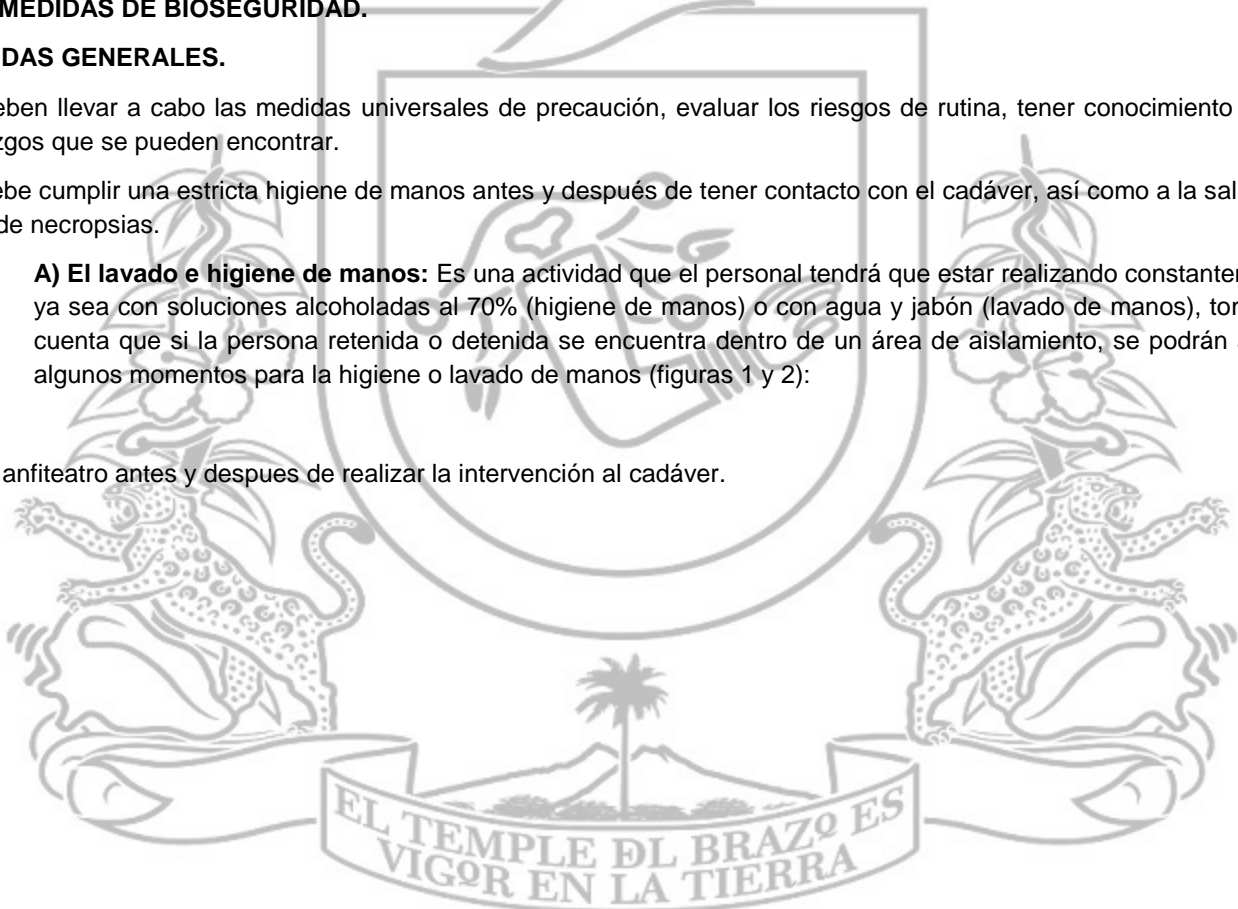 MEDIDAS DE BIOSEGURIDAD.
DAS GENERALES.
eben llevar a cabo las medidas universales de precaución, evaluar los riesgos de rutina, tener conocimiento
zgos que se pueden encontrar.
ebe cumplir una estricta higiene de manos antes y después de tener contacto con el cadáver, así como a la sal
de necropsias.
A) El lavado e higiene de manos: Es una actividad que el personal tendrá que estar realizando constanter
ya sea con soluciones alcoholadas al 70% (higiene de manos) o con agua y jabón (lavado de manos), tor
cuenta que si la persona retenida o detenida se encuentra dentro de un área de aislamiento, se podrán
algunos momentos para la higiene o lavado de manos (figuras 1 y 2):
anfiteatro antes y despues de realizar la intervención al cadáver.
EL TEMPLE DL BRAZO ES
VIGOR EN LA TIERRA